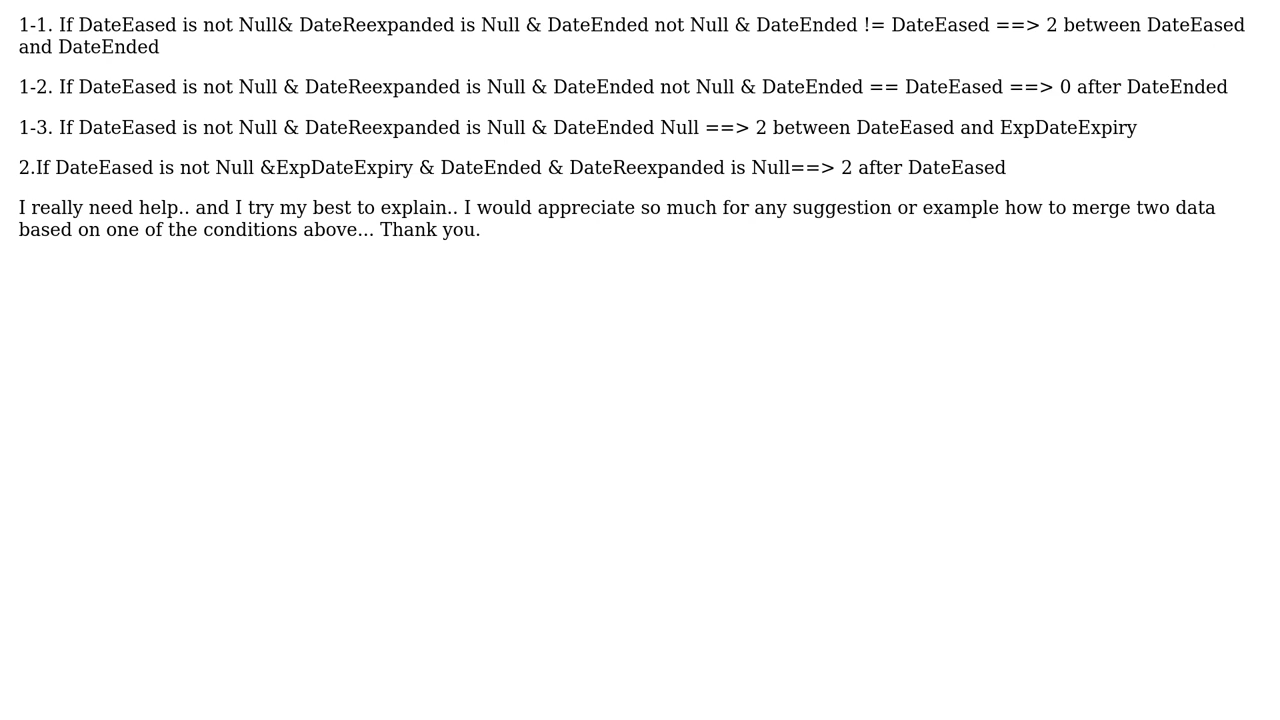 1-1. If DateEased is not Null& DateReexpanded is Null & DateEnded not Null & DateEnded != DateEased ==> 2 between DateEased
and DateEnded
1-2. If DateEased is not Null & DateReexpanded is Null & DateEnded not Null & DateEnded == DateEased ==> 0 after DateEnded
1-3. If DateEased is not Null & DateReexpanded is Null & DateEnded Null ==> 2 between DateEased and ExpDateExpiry
2.If DateEased is not Null &ExpDateExpiry & DateEnded & DateReexpanded is Null==> 2 after DateEased
I really need help.. and I try my best to explain.. I would appreciate so much for any suggestion or example how to merge two data
based on one of the conditions above... Thank you.